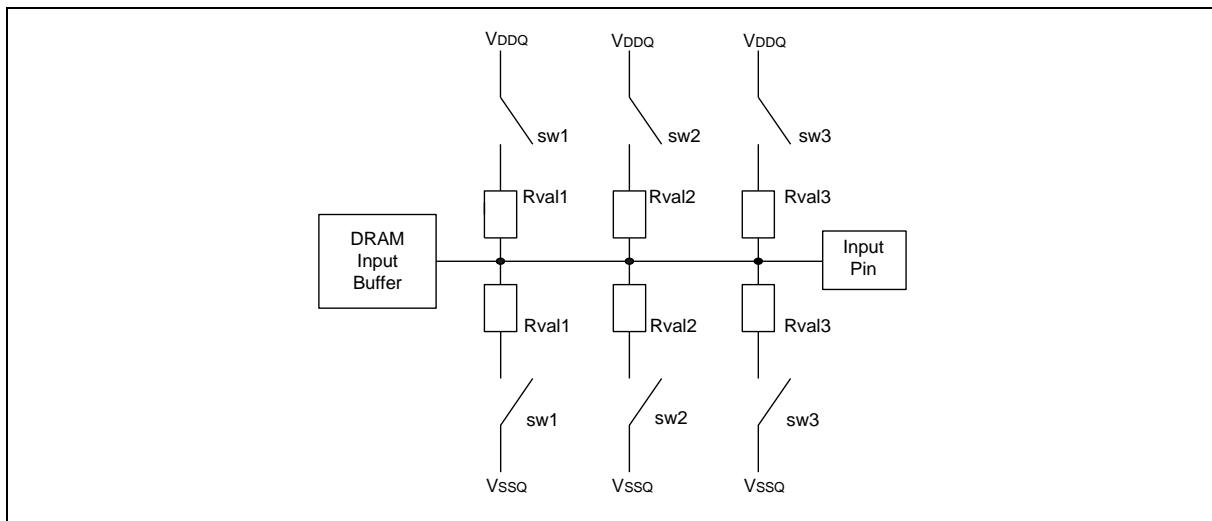 VDDQ VDDQ VDDQ
sw1 sw2 sw3
Rval1 Rval2 Rval3
DRAM
Input
Buffer
Input
Pin
Rval1 Rval2 Rval3
sw1 sw2 sw3
VSSQ VSSQ VSSQ